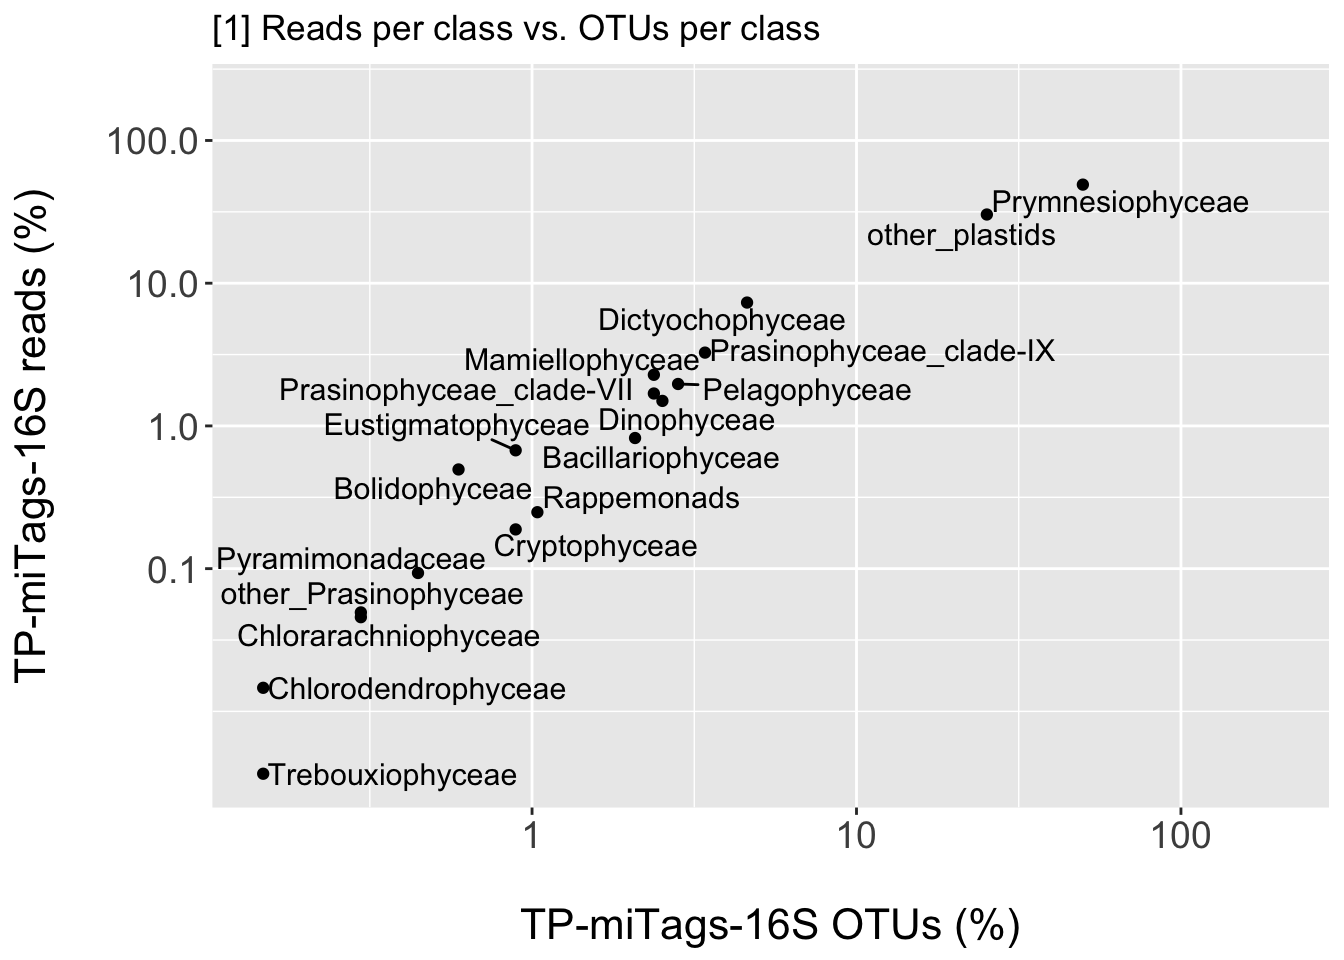 [1] Reads per class vs. OTUs per class
TP-miTags-16S reads (%)
100.0
10.0
1.0
0.1
Prymnesiophyceae
other_plastids
Dictyochophyceae
Prasinophyceae_clade-IX
Mamiellophyceae
Prasinophyceae_clade-VII
Pelagophyceae
Dinophyceae
Eustigmatophyceae
Bacillariophyceae
Bolidophyceae
Rappemonads
Cryptophyceae
Pyramimonadaceae
other_Prasinophyceae
Chlorarachniophyceae
Chlorodendrophyceae
Trebouxiophyceae
1
10
100
TP-miTags-16S OTUs (%)